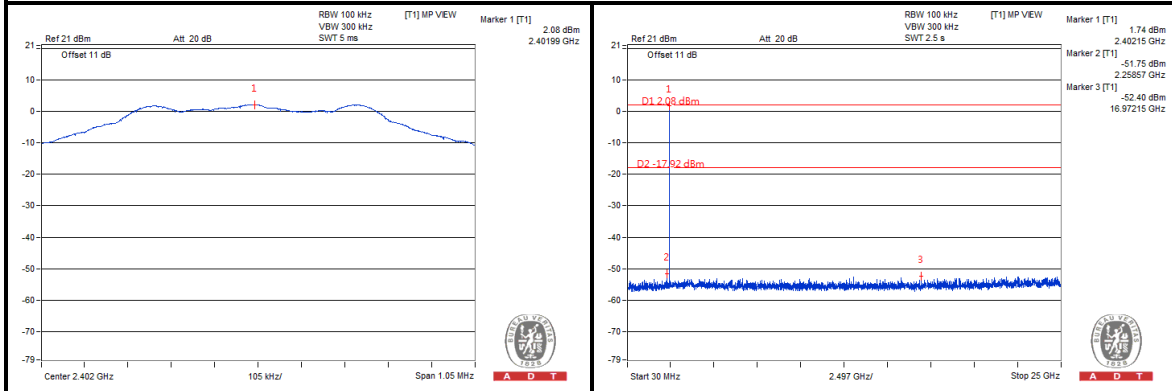 RBW 100 kHz [T1] MP VIEW
VBW 300 kHz
Ref 21 dBm Att 20 dB SWT 5 ms
Marker 1 [T1]
2.08 dBm
2.40199 GHz
21
Offset 11 dB
10
0
-10
-20
-30
-40
-50
-60
-70
-79
1
Center 2.402 GHz 105 kHz/ Span 1.05 MHz
BUREAU VERITAS
1828
A D T
RBW 100 kHz [T1] MP VIEW
VBW 300 kHz
Ref 21 dBm Att 20 dB SWT 2.5 s
Marker 1 [T1]
1.74 dBm
2.40215 GHz
Marker 2 [T1]
-51.75 dBm
2.25857 GHz
Marker 3 [T1]
-52.40 dBm
16.97215 GHz
21
Offset 11 dB
10
0
-10
-20
-30
-40
-50
-60
-70
-79
1
D1 2.08 dBm
D2 -17.92 dBm
2
3
Start 30 MHz 2.497 GHz/ Stop 25 GHz
BUREAU VERITAS
1828
A D T